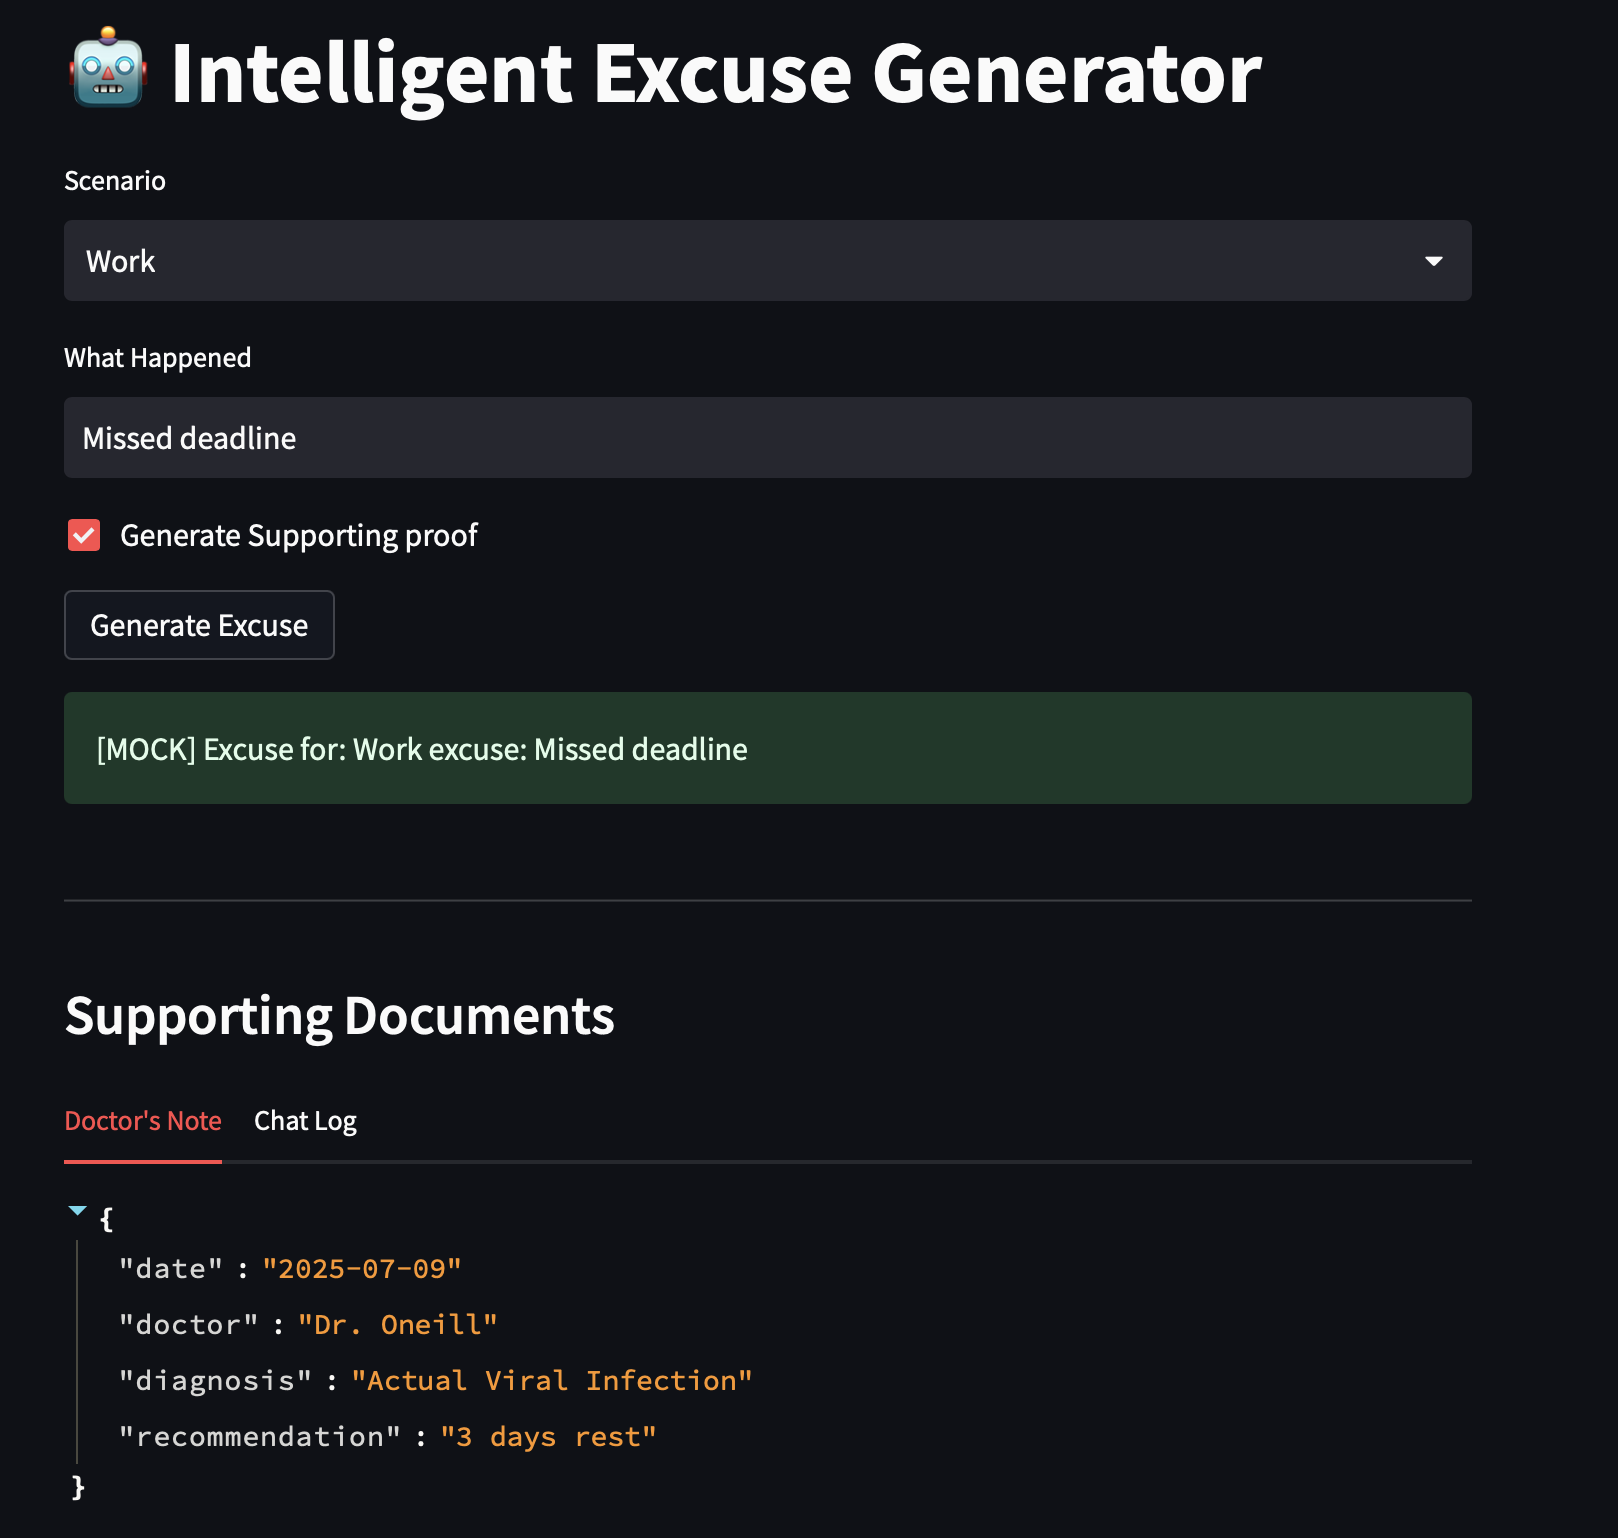 Intelligent Excuse Generator
Scenario
Work
What Happened
Missed deadline
Generate Supporting proof
Generate Excuse
[MOCK] Excuse for: Work excuse: Missed deadline
Supporting Documents
Doctor's Note Chat Log
{
"date" : "2025-07-09"
"doctor" : "Dr. Oneill"
"diagnosis" : "Actual Viral Infection"
"recommendation" : "3 days rest"
}